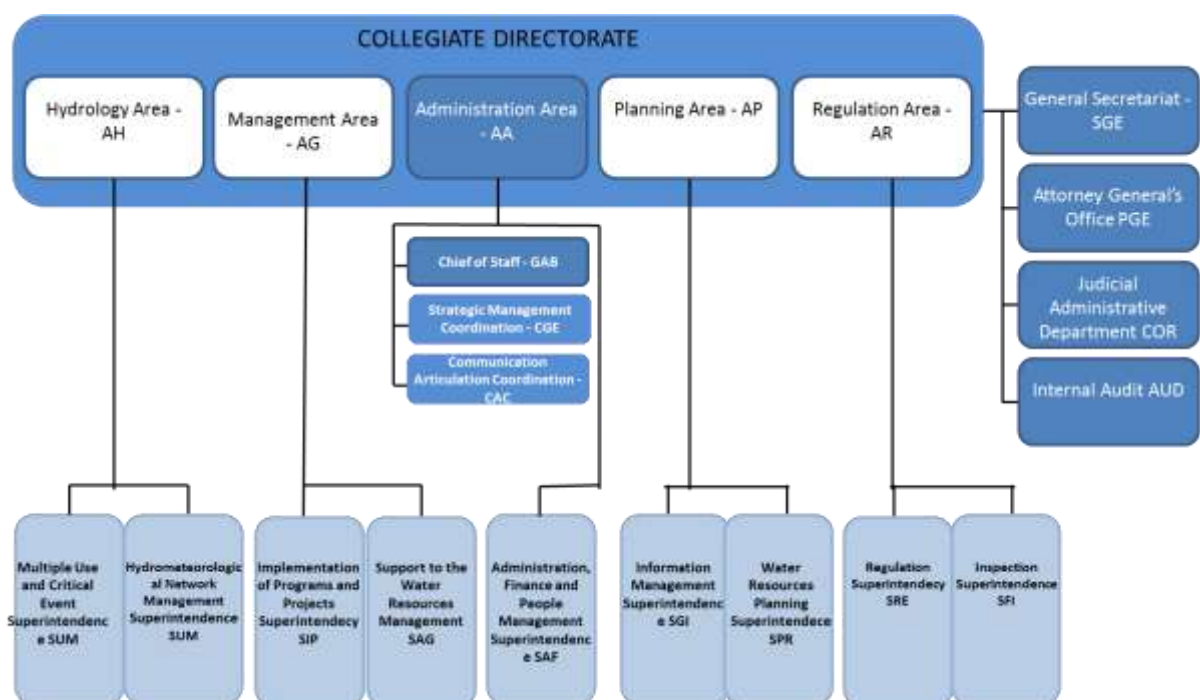 COLLEGIATE DIRECTORATE
Hydrology Area -
AH
Management Area
- AG
Administration Area
- AA
Planning Area - AP
Regulation Area -
AR
General Secretariat -
SGE
Attorney General's
Office PGE
Judicial
Administrative
Department COR
Internal Audit AUD
Chief of Staff - GAB
Strategic Management
Coordination - CGE
Communication
Articulation Coordination -
CAC
Multiple Use
and Critical
Event
Superintendenc
e SUM
Hydromateorologic
al Network
Management
Superintendence
SUM
Implementation
of Programs and
Projects
Superintendecy
SIP
Support to the
Water
Resources
Management
SAG
Administration,
Finance and
People
Management
Superintendenc
e SAF
Information
Management
Superintendenc
e SGI
Water
Resources
Planning
Superintendece
SPR
Regulation
Superintendecy
SRE
Inspection
Superintendence
SFI